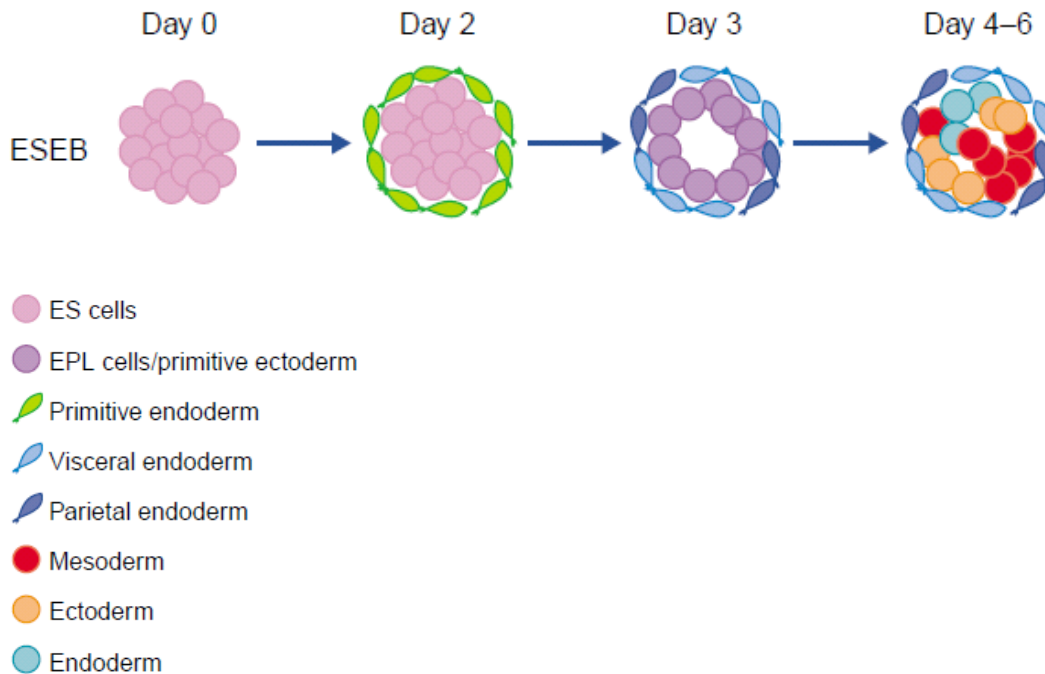 Day 0 Day 2 Day 3 Day 4–6
ESEB
ES cells
EPL cells/primitive ectoderm
Primitive endoderm
Visceral endoderm
Parietal endoderm
Mesoderm
Ectoderm
Endoderm